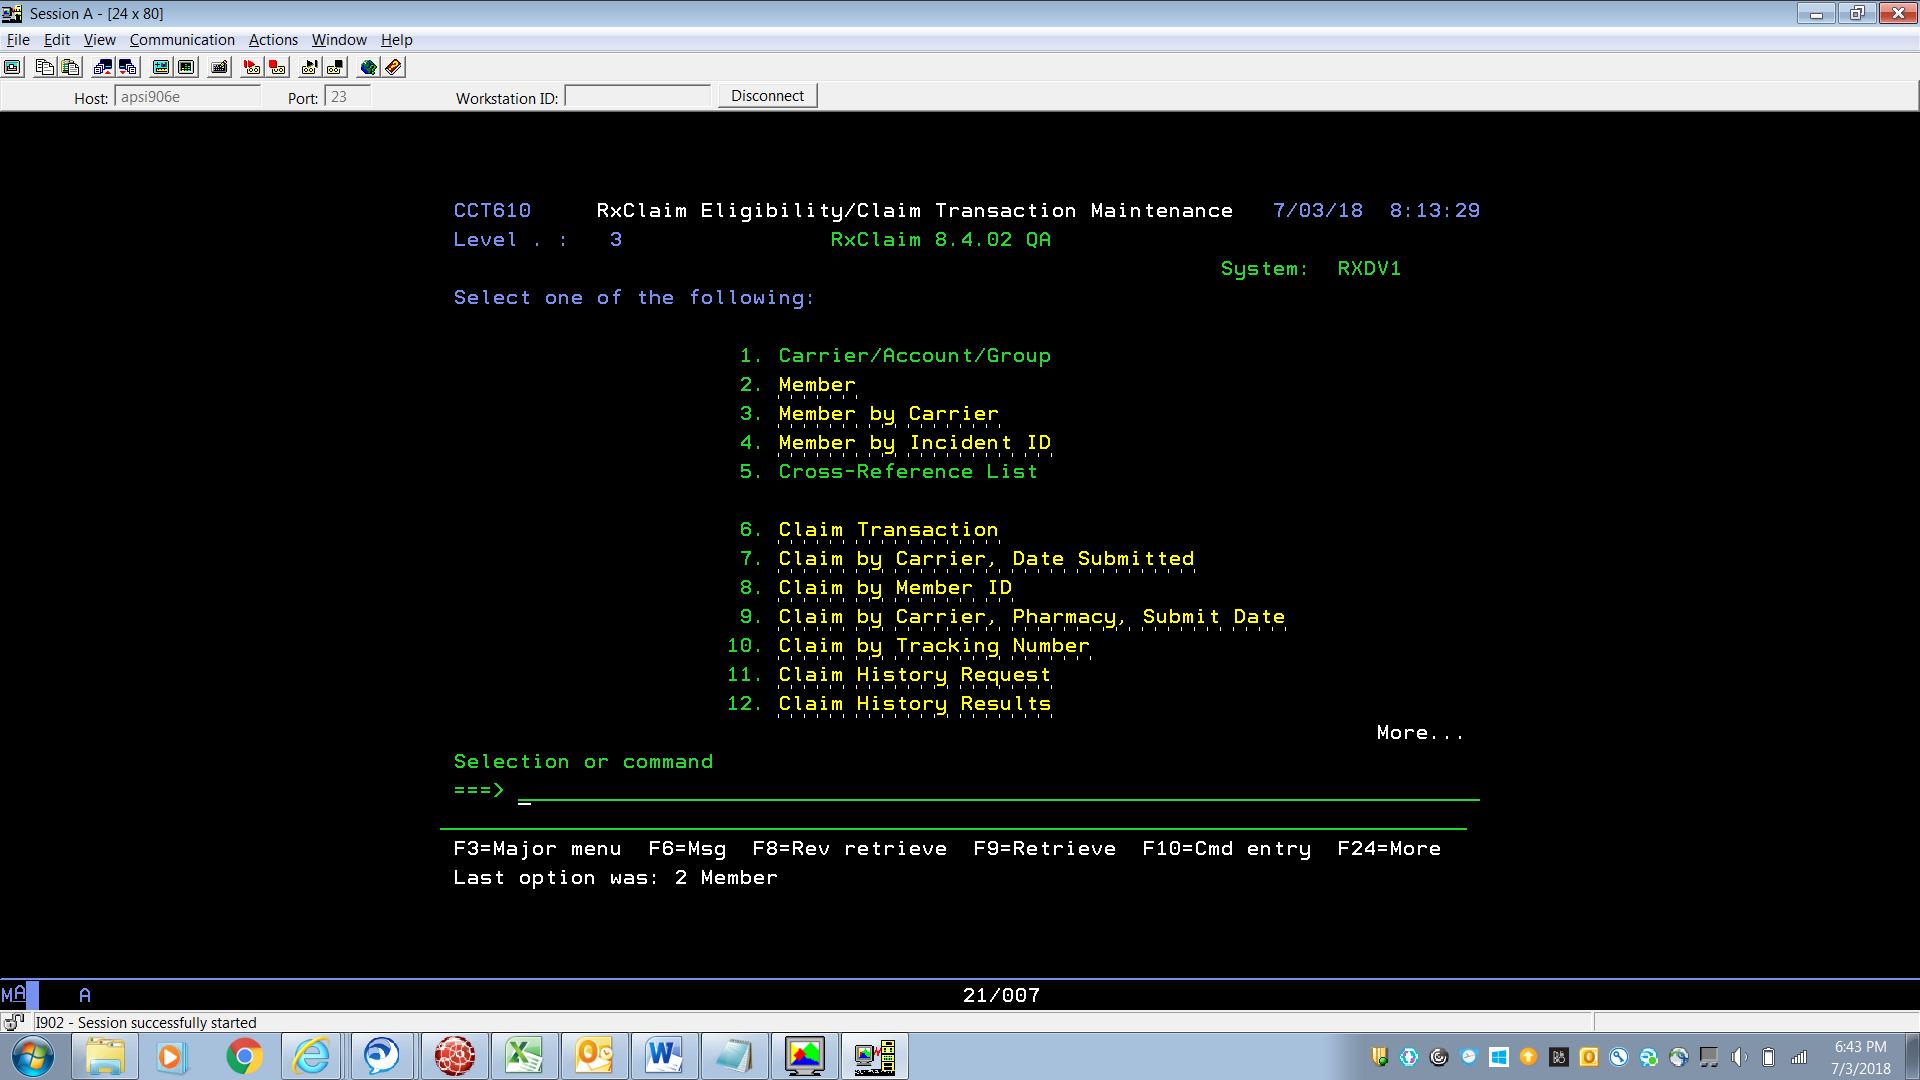 Session A - [24 x 80]
File Edit View Communication Actions Window Help
Host: apsi906e Port: 23 Workstation ID: Disconnect
CCT610 RxClaim Eligibility/Claim Transaction Maintenance 7/03/18 8:13:29
Level . : 3 RxClaim 8.4.02 QA
System: RXDV1
Select one of the following:
1. Carrier/Account/Group
2. Member
3. Member by Carrier
4. Member by Incident ID
5. Cross-Reference List
6. Claim Transaction
7. Claim by Carrier, Date Submitted
8. Claim by Member ID
9. Claim by Carrier, Pharmacy, Submit Date
10. Claim by Tracking Number
11. Claim History Request
12. Claim History Results
More...
Selection or command
===>
F3=Major menu F6=Msg F8=Rev retrieve F9=Retrieve F10=Cmd entry F24=More
Last option was: 2 Member
MA A 21/007
I902 - Session successfully started
6:43 PM
7/3/2018